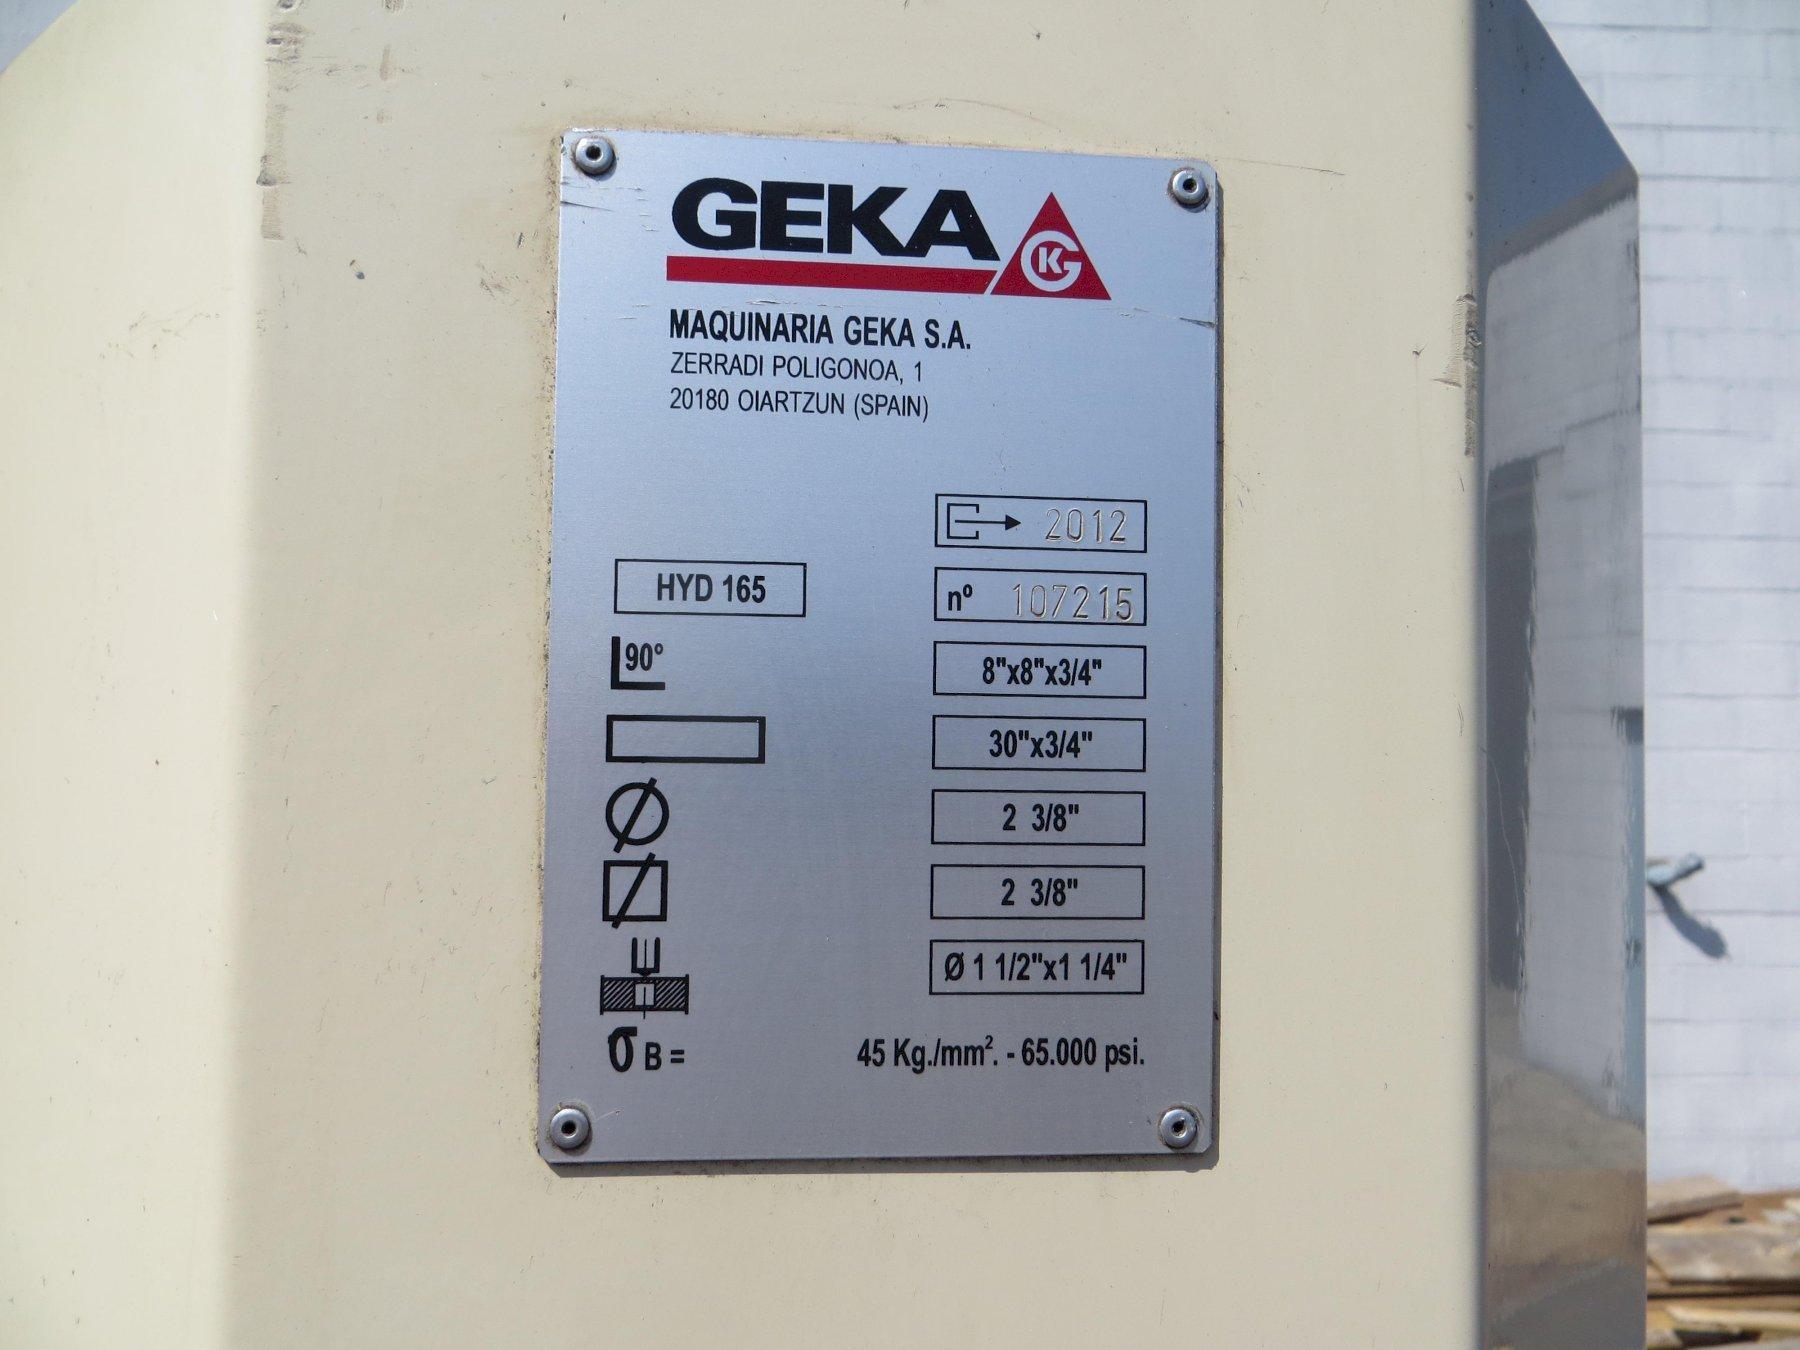 GEKA
GK
MAQUINARIA GEKA S.A.
ZERRADI POLIGONOA, 1
20180 OIARTZUN (SPAIN)
2012
HYD 165
nº 107215
90° 8"x8"x3/4"
30"x3/4"
2 3/8"
2 3/8"
Ø 1 1/2"x1 1/4"
σ B = 45 Kg./mm². - 65.000 psi.